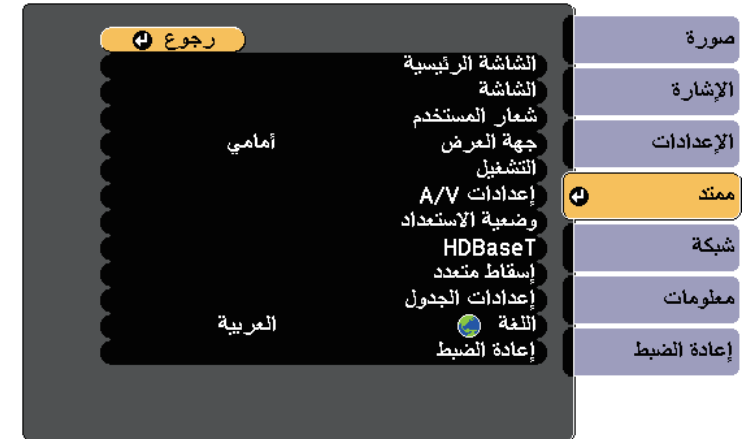 صورة
الإشارة
الإعدادات
ممتد
شبكة
معلومات
إعادة الضبط
رجوع
الشاشة الرئيسية
الشاشة
شعار المستخدم
جهة العرض أمامي
التشغيل
إعدادات A/V
وضعية الاستعداد
HDBaseT
إسقاط متعدد
إعدادات الجدول
اللغة العربية
إعادة الضبط